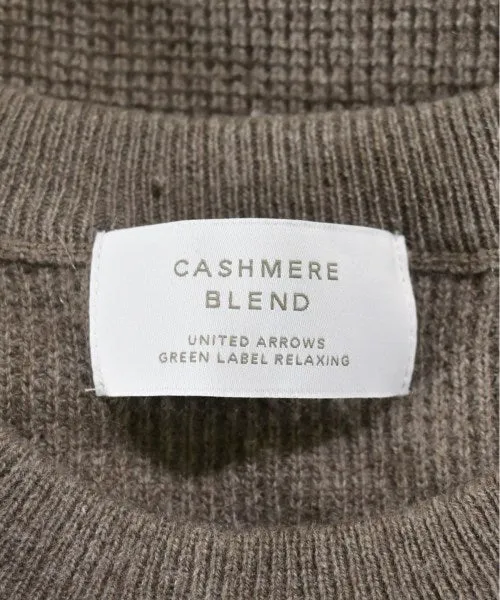 CASHMERE
BLEND
UNITED ARROWS
GREEN LABEL RELAXING